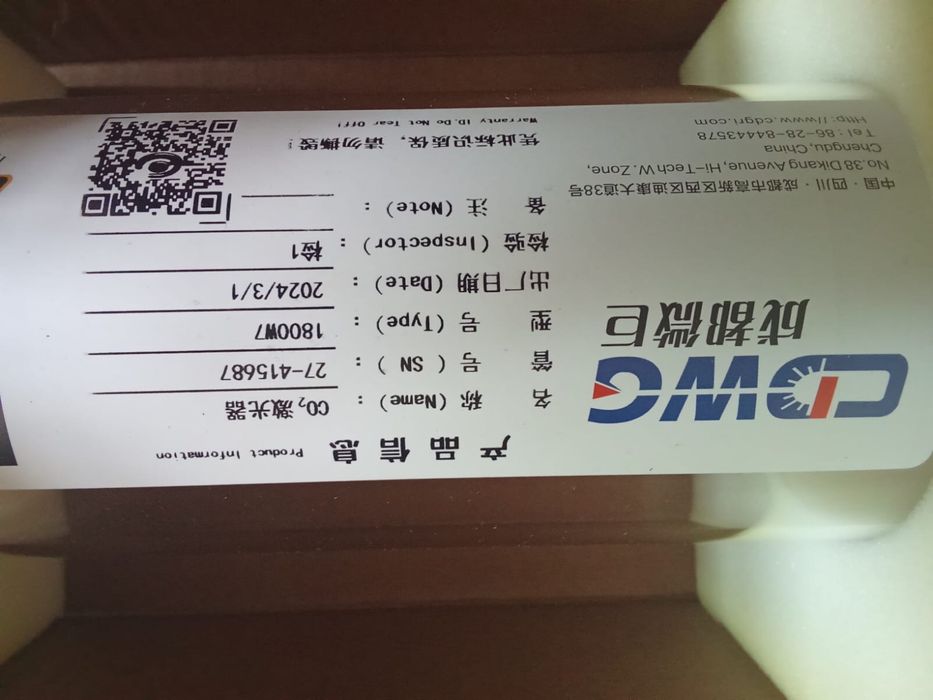 CDWG
成都微巨
中国·四川·成都市高新区西区迪康大道38号
No.38 Dikang Avenue, Hi-Tech W. Zone,
Chengdu, China
Tel: 86-28-84443578
Http://www.cdgri.com
产品信息 Product Information
名 称 (Name): CO₂激光器
管 号 ( SN ): 27-415687
型 号 (Type): 1800W7
出厂日期 (Date): 2024/3/1
检验 (Inspector): 检1
备 注 (Note):
凭此标识质保, 请勿撕毁!
Warranty ID. Do Not Tear Off!